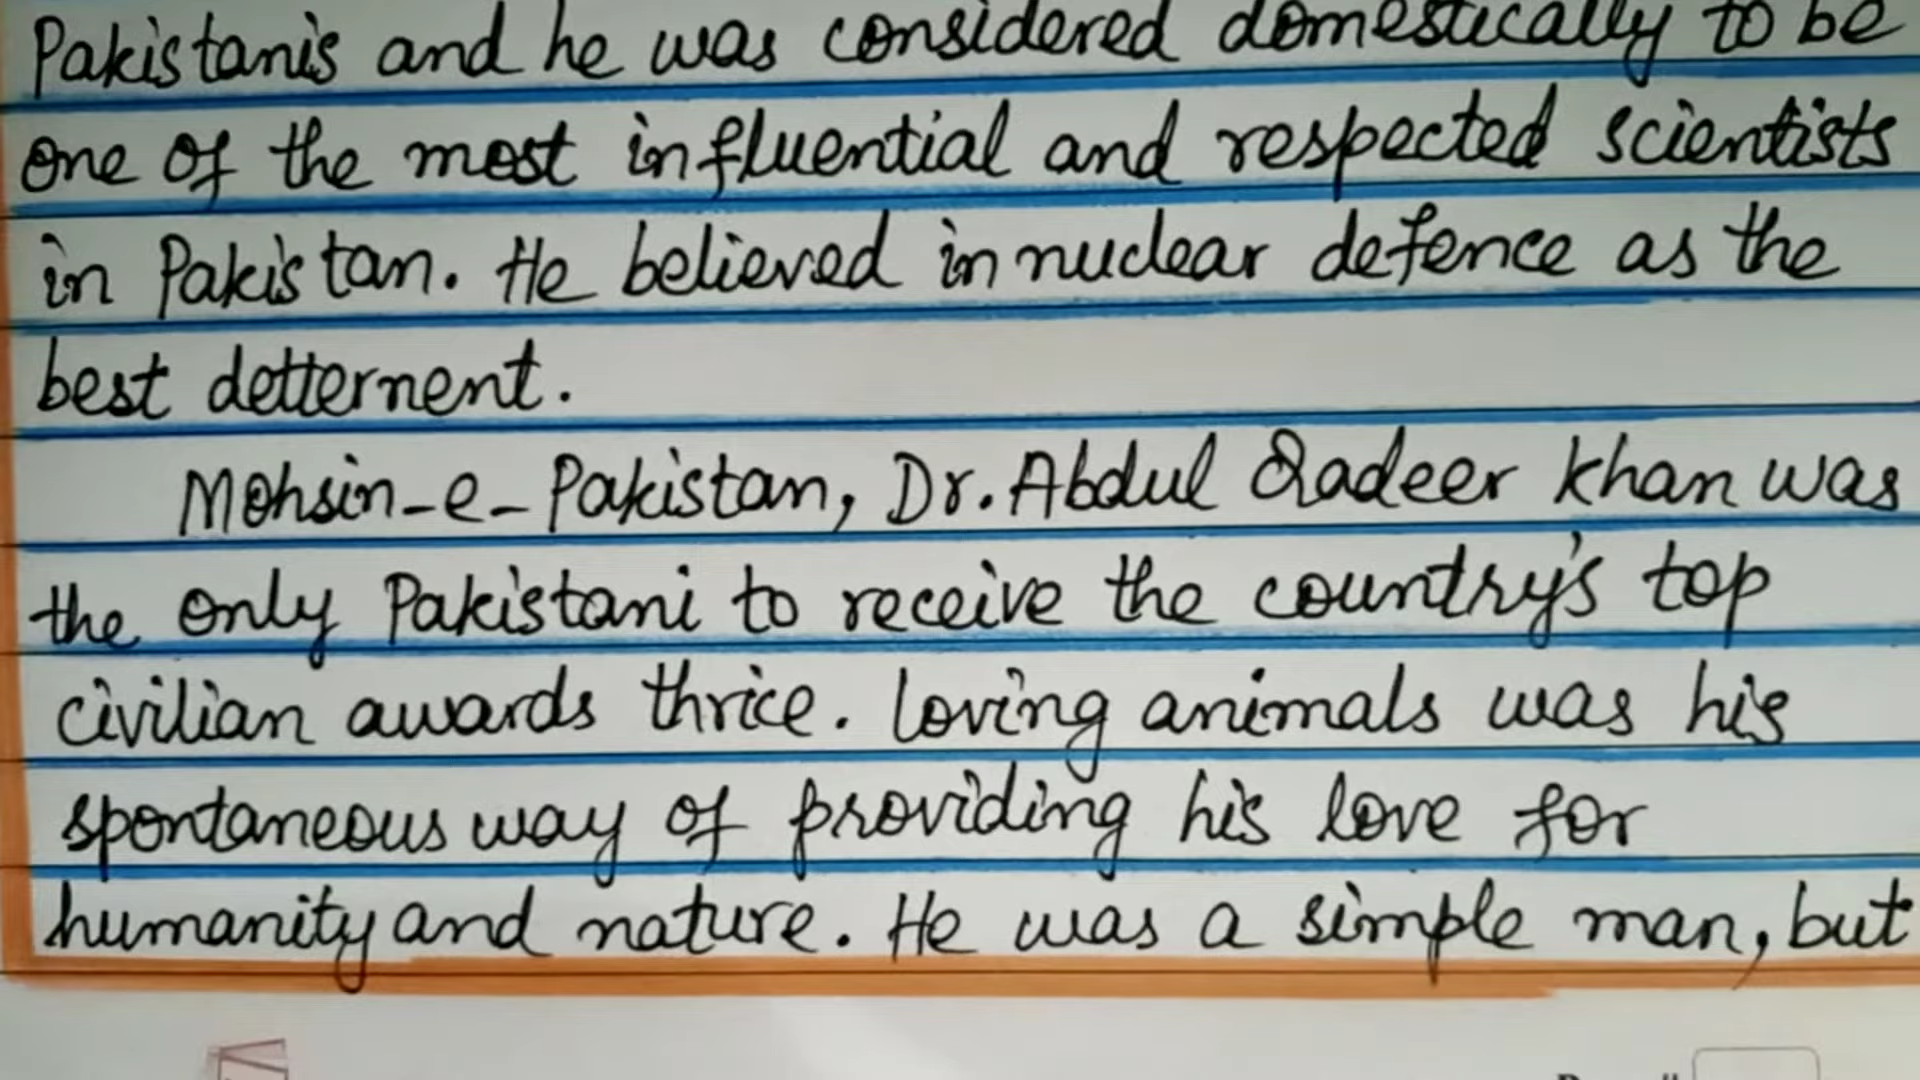 Pakistanis and he was considered domestically to be
one of the most influential and respected scientists
in Pakistan. He believed in nuclear defence as the
best detternent.
Mohsin-e-Pakistan, Dr. Abdul Qadeer Khan was
the only Pakistani to receive the country's top
civilian awards thrice. Loving animals was his
spontaneous way of providing his love for
humanity and nature. He was a simple man, but